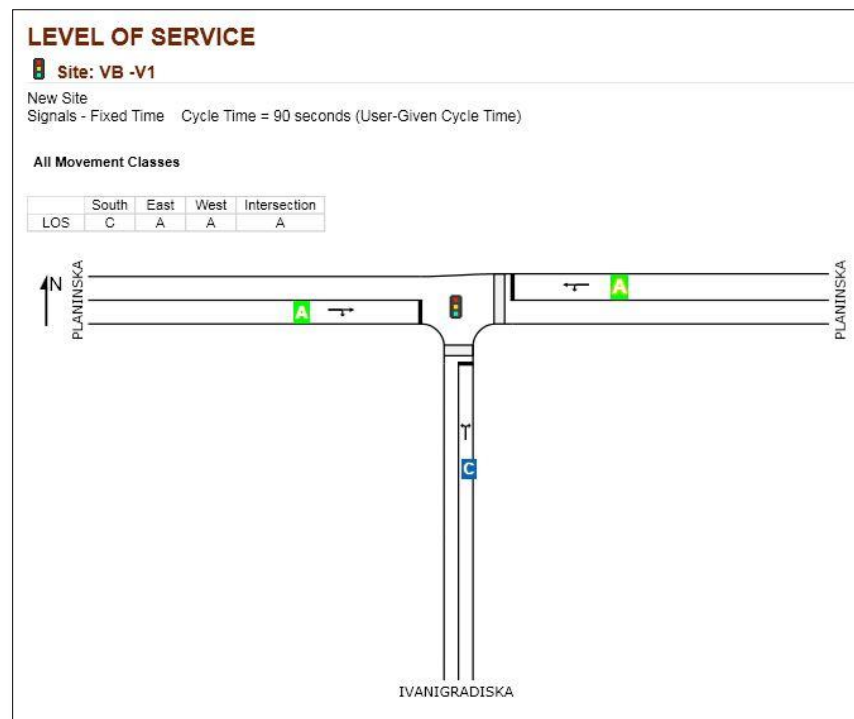 LEVEL OF SERVICE
Site: VB -V1
New Site
Signals - Fixed Time Cycle Time = 90 seconds (User-Given Cycle Time)
All Movement Classes
South East West Intersection
LOS C A A A
N
PLANINSKA
A
A
PLANINSKA
C
IVANIGRADISKA